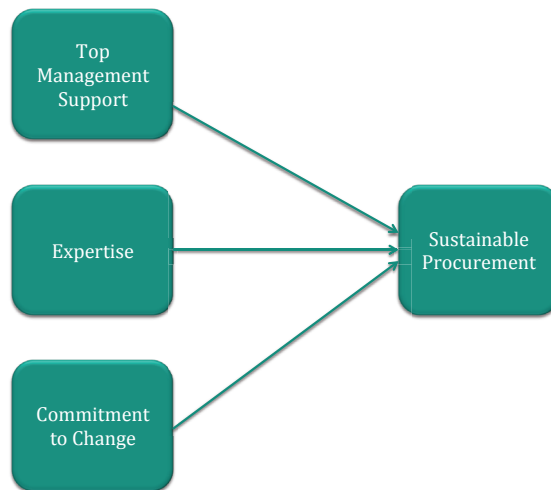 Top
Management
Support
Expertise
Sustainable
Procurement
Commitment
to Change